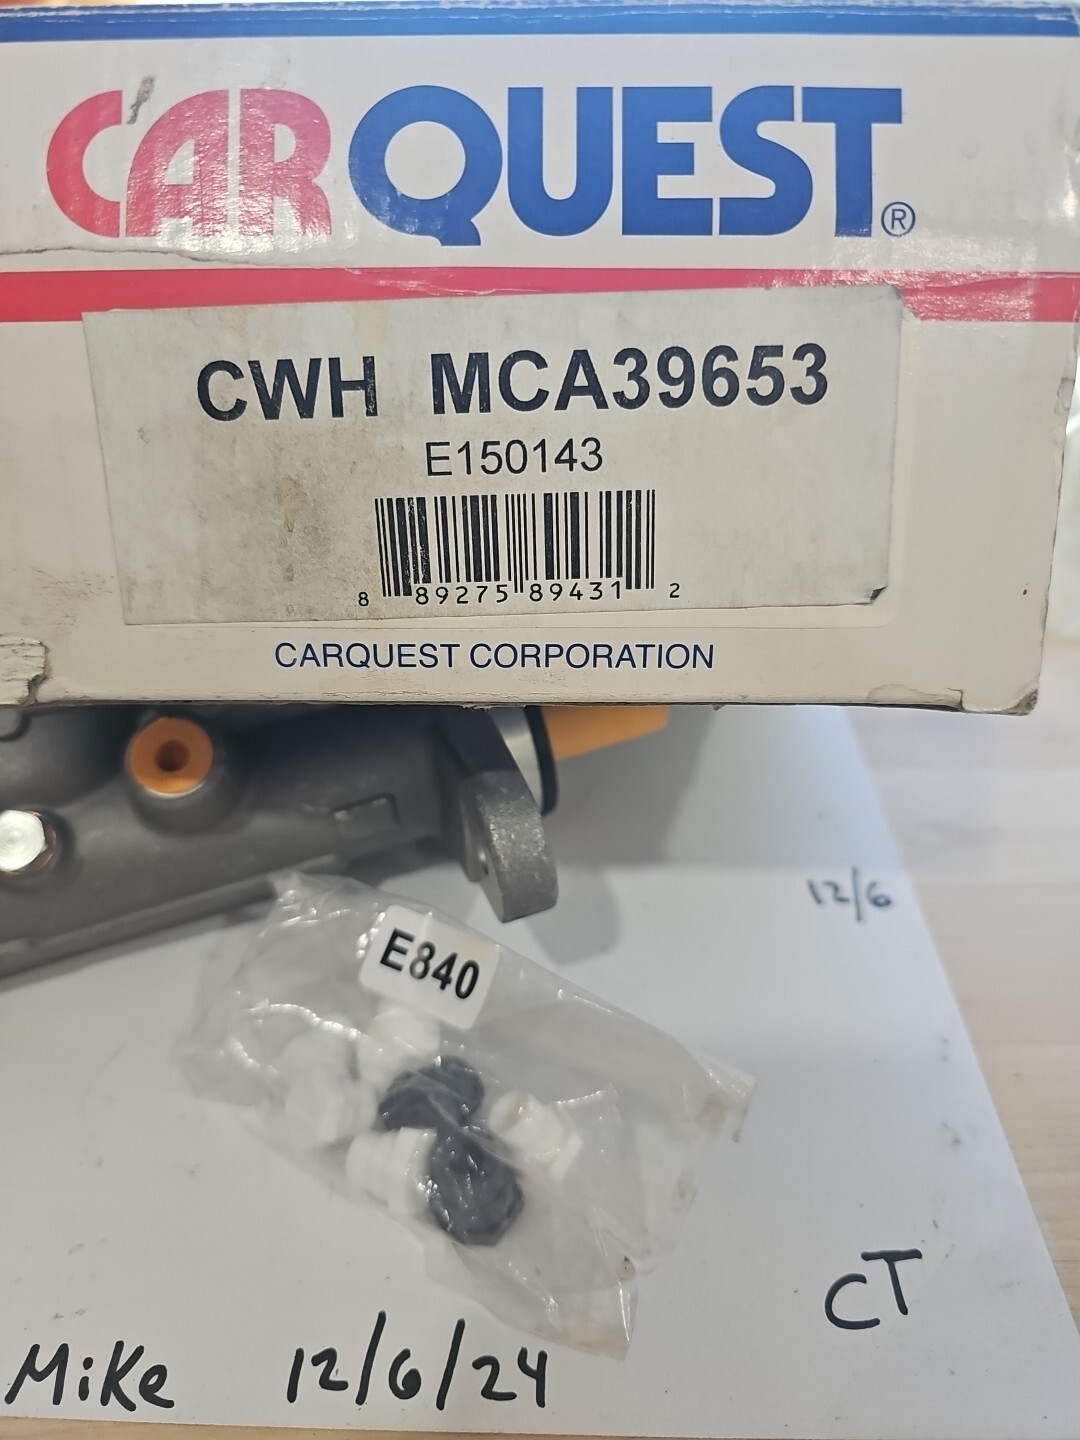 CARQUEST®
CWH MCA39653
E150143
8 89275 89431 2
CARQUEST CORPORATION
12/6
E840
CT
Mike 12/6/24